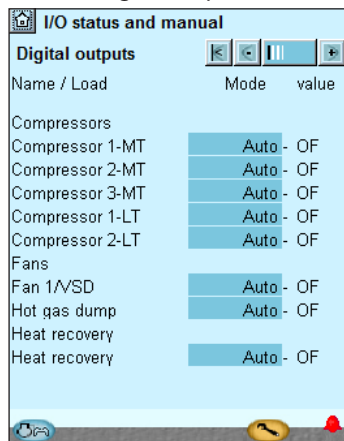 I/O status and manual
Digital outputs
Name / Load Mode value
Compressors
Compressor 1-MT Auto - OF
Compressor 2-MT Auto - OF
Compressor 3-MT Auto - OF
Compressor 1-LT Auto - OF
Compressor 2-LT Auto - OF
Fans
Fan 1/VSD Auto - OF
Hot gas dump Auto - OF
Heat recovery
Heat recovery Auto - OF